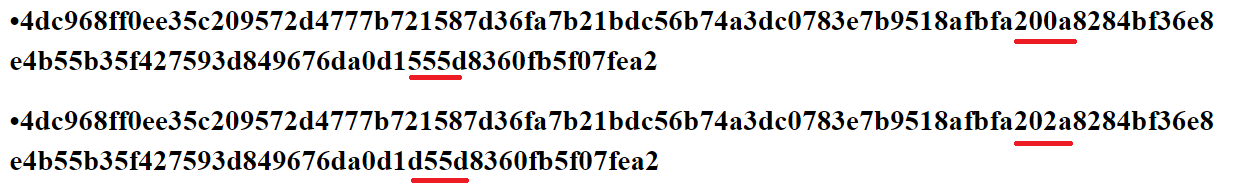 •4dc968ff0ee35c209572d4777b721587d36fa7b21bdc56b74a3dc0783e7b9518afbfa200a8284bf36e8
e4b55b35f427593d849676da0d1555d8360fb5f07fea2
•4dc968ff0ee35c209572d4777b721587d36fa7b21bdc56b74a3dc0783e7b9518afbfa202a8284bf36e8
e4b55b35f427593d849676da0d1d55d8360fb5f07fea2